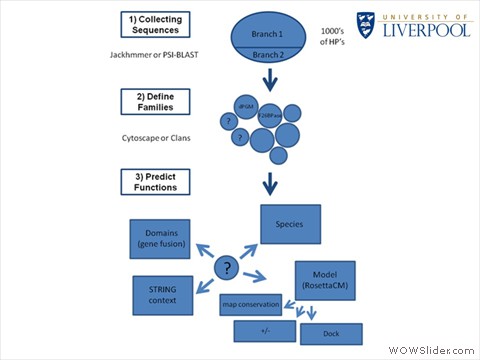 1) Collecting
Sequences
Jackhmmer or PSI-BLAST
Branch 1
Branch 2
1000's
of HP's
UNIVERSITY OF
LIVERPOOL
2) Define
Families
Cytoscape or Clans
dPGM
F26BPase
?
?
3) Predict
Functions
Species
Domains
(gene fusion)
?
STRING
context
Model
(RosettaCM)
map conservation
+/-
Dock
WOWSlider.com